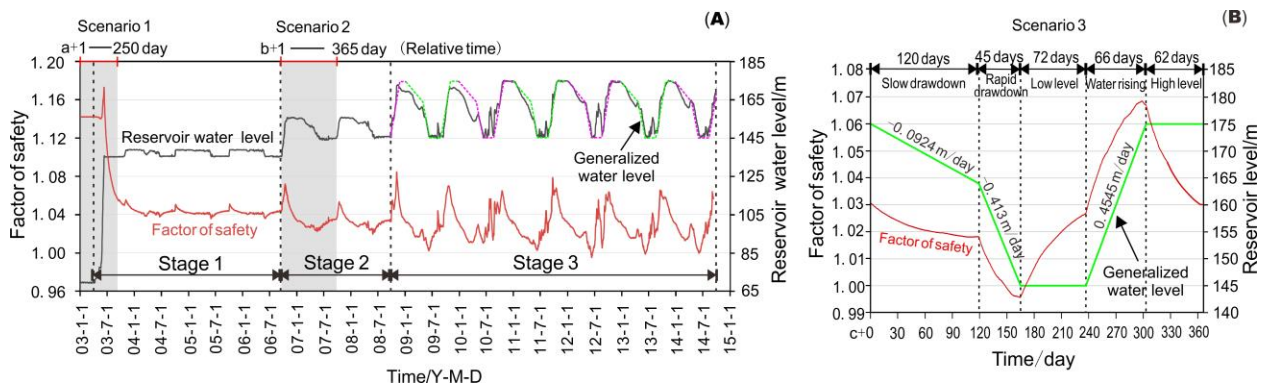 (A)
Scenario 1
Scenario 2
a+1 — 250 day
b+1 — 365 day
(Relative time)
1.20
1.16
1.12
1.08
1.04
1.00
0.96
Factor of safety
185
165
145
125
105
85
65
Reservoir water level/m
Reservoir water level
Generalized
water level
Factor of safety
Stage 1
Stage 2
Stage 3
03-1-1
03-7-1
04-1-1
04-7-1
05-1-1
05-7-1
06-1-1
06-7-1
07-1-1
07-7-1
08-1-1
08-7-1
09-1-1
09-7-1
10-1-1
10-7-1
11-1-1
11-7-1
12-1-1
12-7-1
13-1-1
13-7-1
14-1-1
14-7-1
15-1-1
Time/Y-M-D
(B)
Scenario 3
120 days
45 days
72 days
66 days
62 days
Slow drawdown
Rapid
drawdown
Low level
Water rising
High level
1.08
1.07
1.06
1.05
1.04
1.03
1.02
1.01
1.00
0.99
Factor of safety
185
180
175
170
165
160
155
150
145
140
Reservoir level/m
-0.0924 m/day
-0.413 m/day
0.4545 m/day
Factor of safety
Generalized
water level
c+0
30
60
90
120
150
180
210
240
270
300
330
360
Time/day